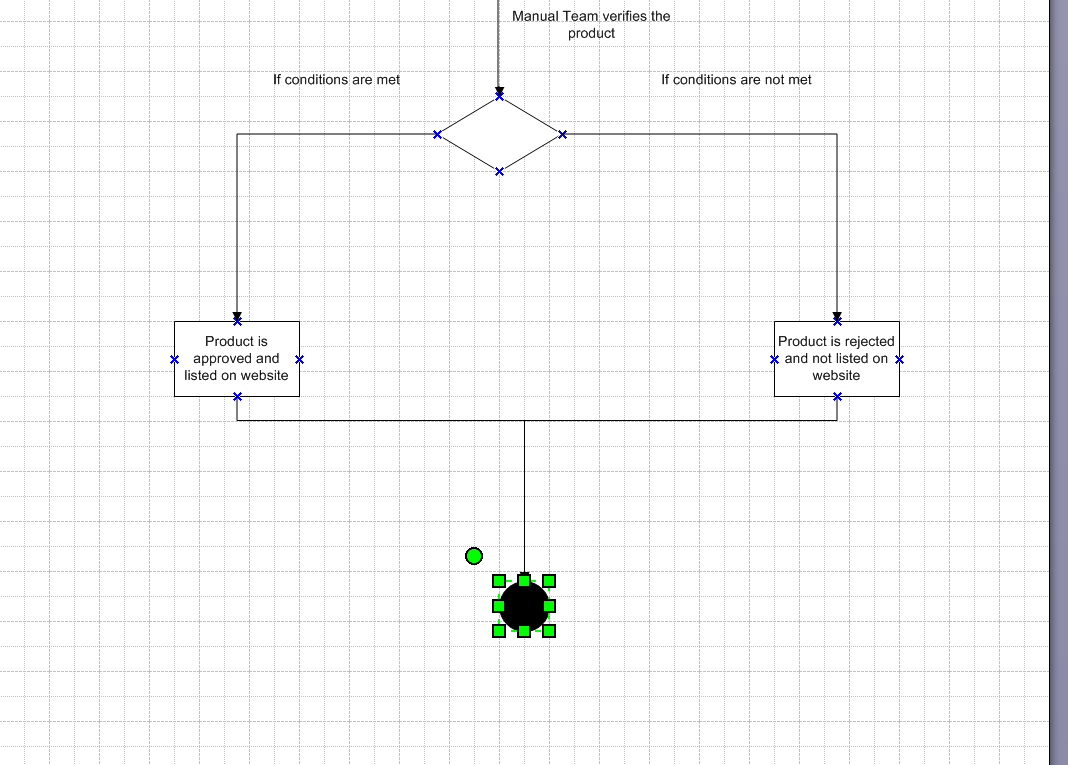 Manual Team verifies the
product
If conditions are met
If conditions are not met
Product is
approved and
listed on website
Product is rejected
and not listed on
website